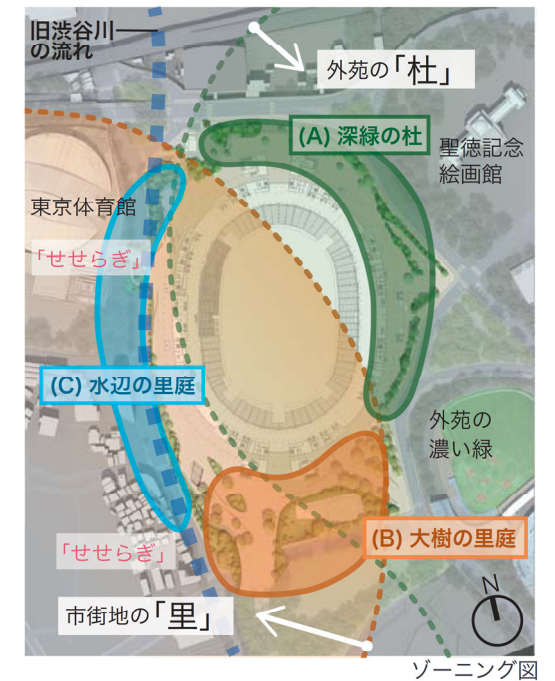 旧渋谷川
の流れ
外苑の「杜」
(A) 深緑の杜
聖徳記念
絵画館
東京体育館
「せせらぎ」
(C) 水辺の里庭
外苑の
濃い緑
(B) 大樹の里庭
「せせらぎ」
市街地の「里」
N
ゾーニング図